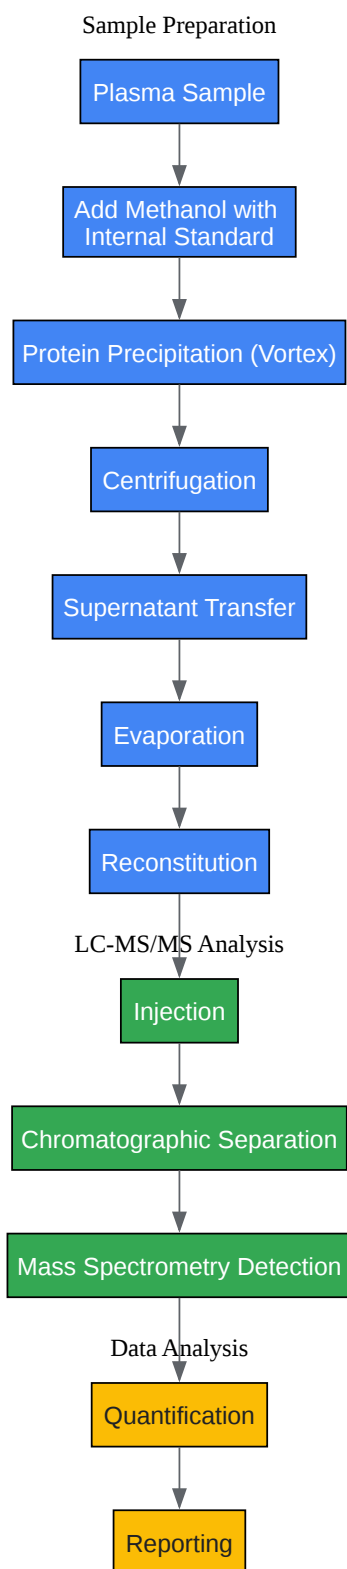 Sample Preparation
Plasma Sample
Add Methanol with
Internal Standard
Protein Precipitation (Vortex)
Centrifugation
Supernatant Transfer
Evaporation
Reconstitution
LC-MS/MS Analysis
Injection
Chromatographic Separation
Mass Spectrometry Detection
Data Analysis
Quantification
Reporting